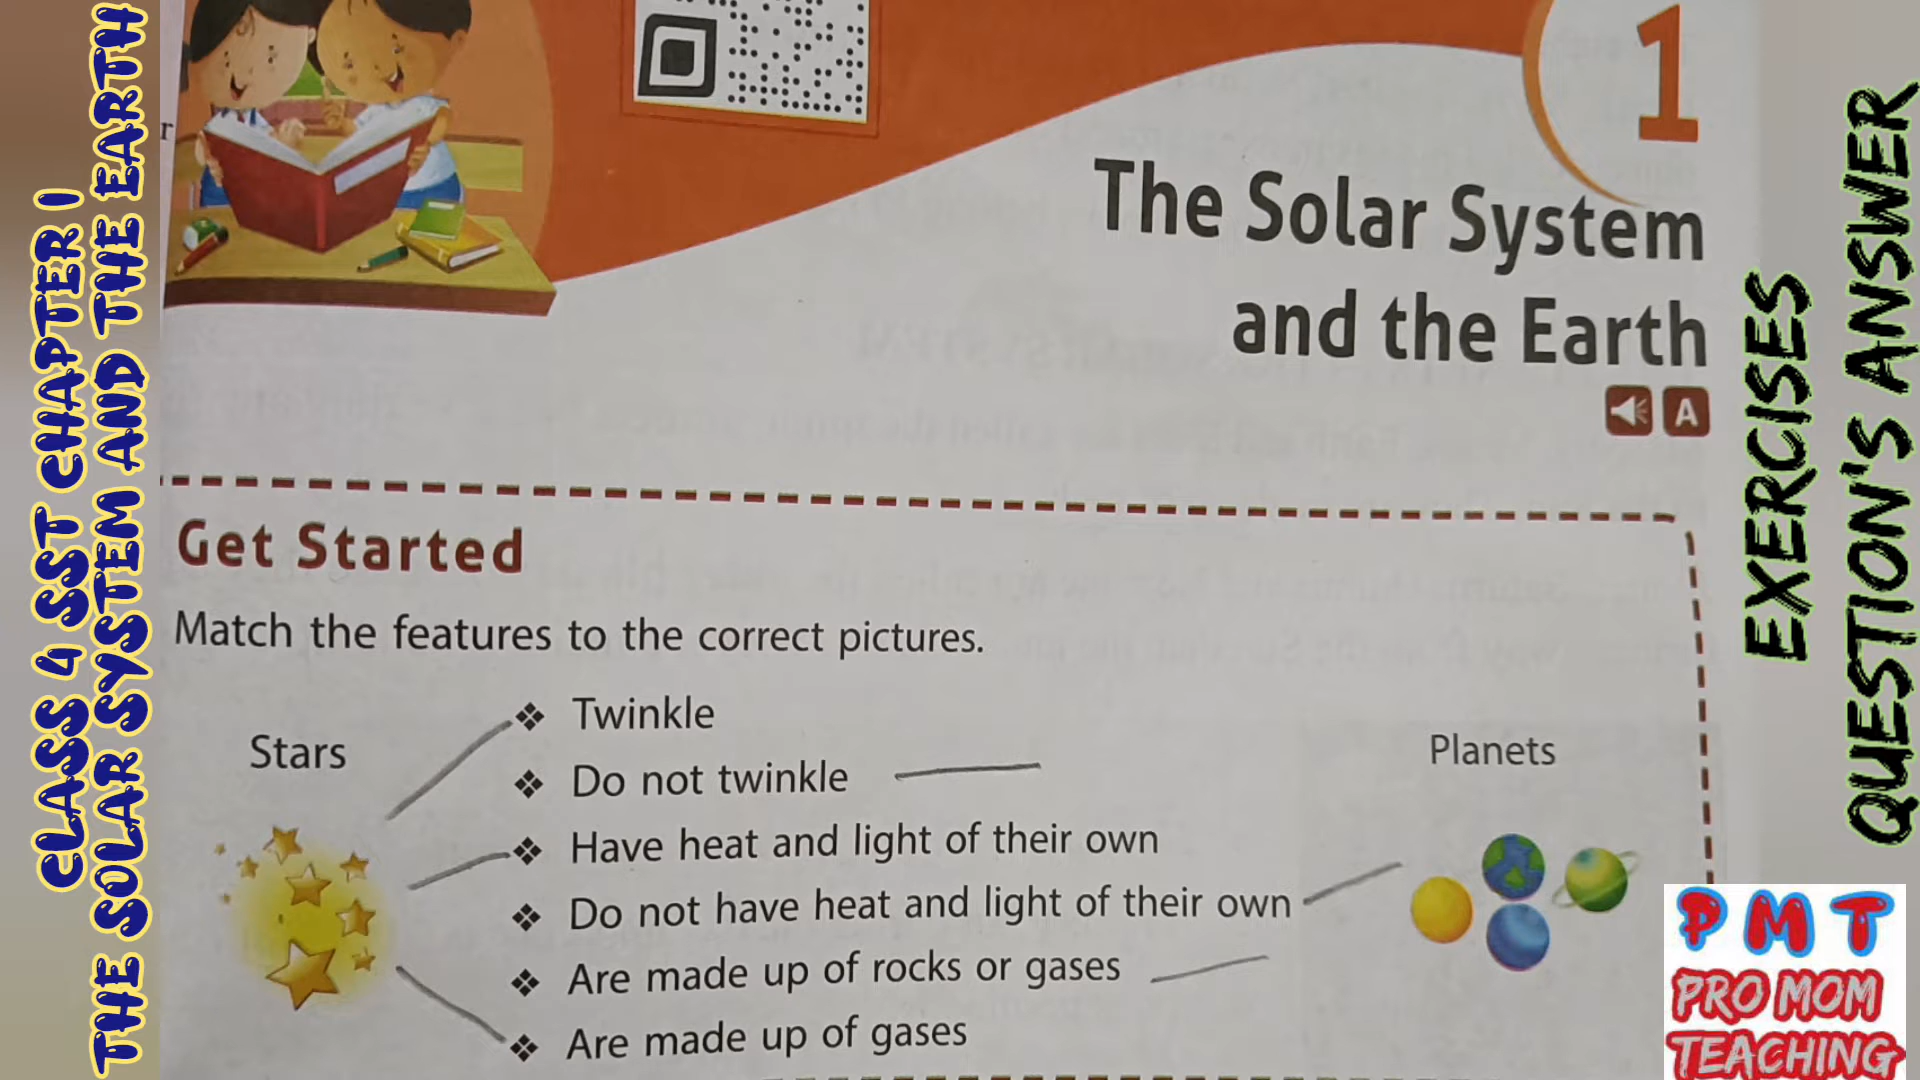 CLASS 4 SST CHAPTER 1
THE SOLAR SYSTEM AND THE EARTH
1
The Solar System
and the Earth
A
Get Started
Match the features to the correct pictures.
Stars
❖ Twinkle
❖ Do not twinkle
❖ Have heat and light of their own
❖ Do not have heat and light of their own
❖ Are made up of rocks or gases
❖ Are made up of gases
Planets
EXERCISES
QUESTION'S ANSWER
PMT
PRO MOM
TEACHING